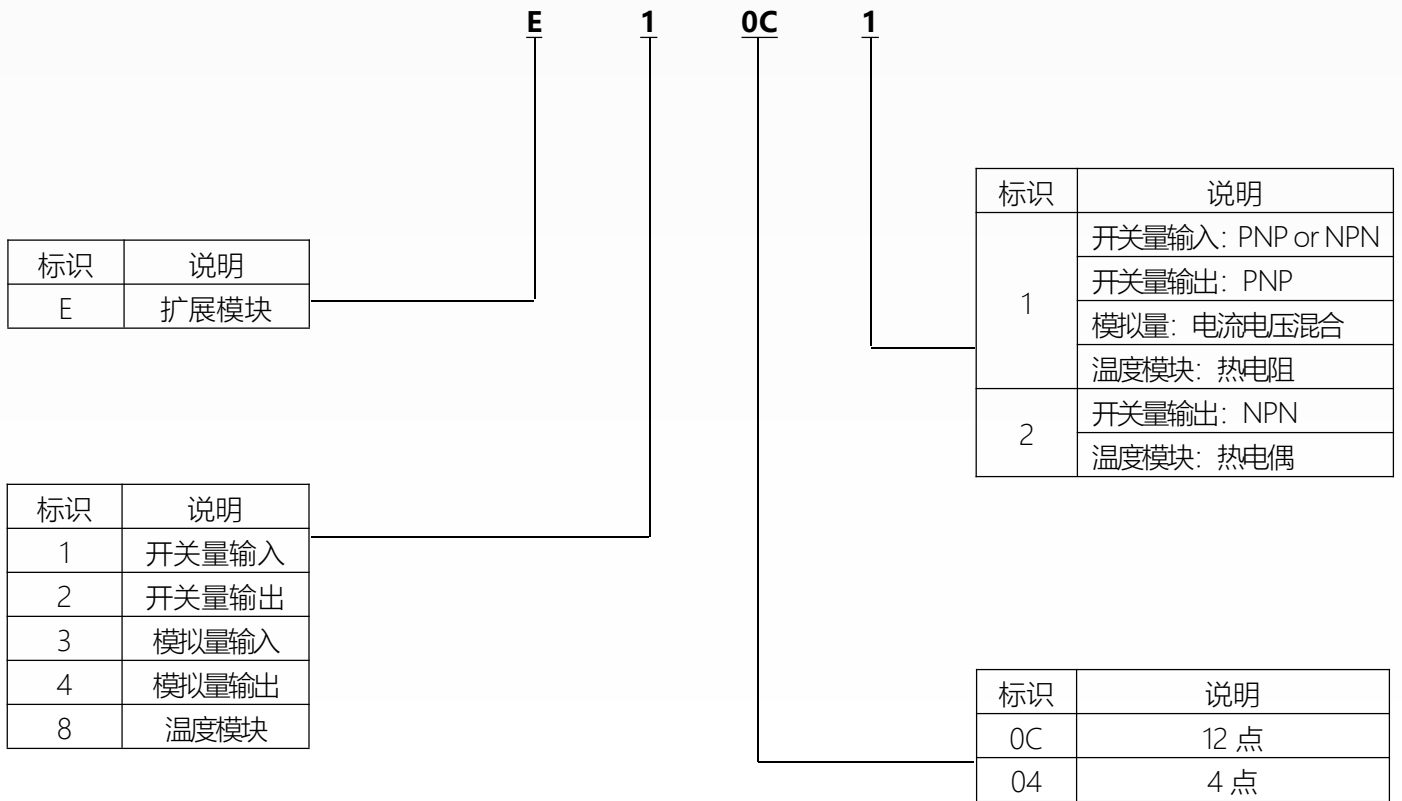 E 1 0C 1
标识 说明
E 扩展模块
标识 说明
1 开关量输入：PNP or NPN
开关量输出：PNP
模拟量：电流电压混合
温度模块：热电阻
2 开关量输出：NPN
温度模块：热电偶
标识 说明
1 开关量输入
2 开关量输出
3 模拟量输入
4 模拟量输出
8 温度模块
标识 说明
0C 12 点
04 4 点